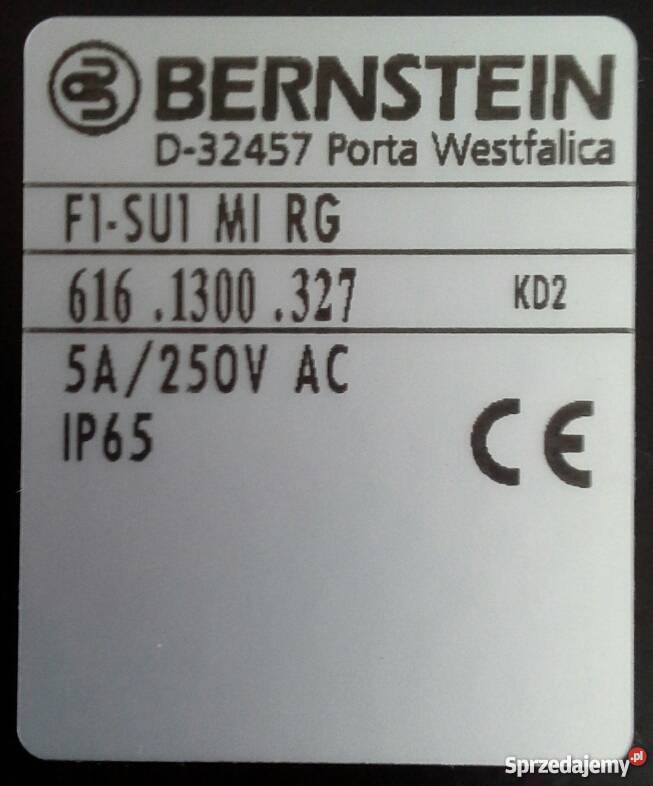 BERNSTEIN
D-32457 Porta Westfalica
F1-SU1 MI RG
616.1300.327 KD2
5A/250V AC
IP65 CE
Sprzedajemy.pl